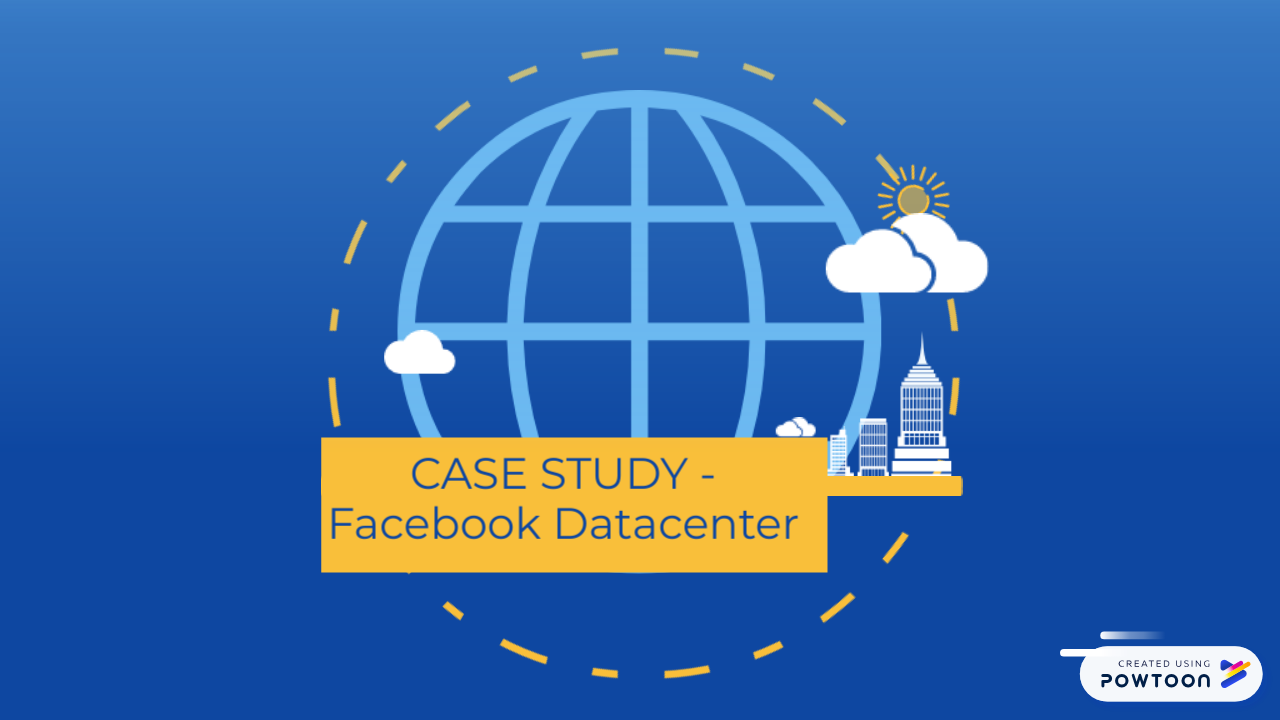 CASE STUDY -
Facebook Datacenter
CREATED USING
POWTOON